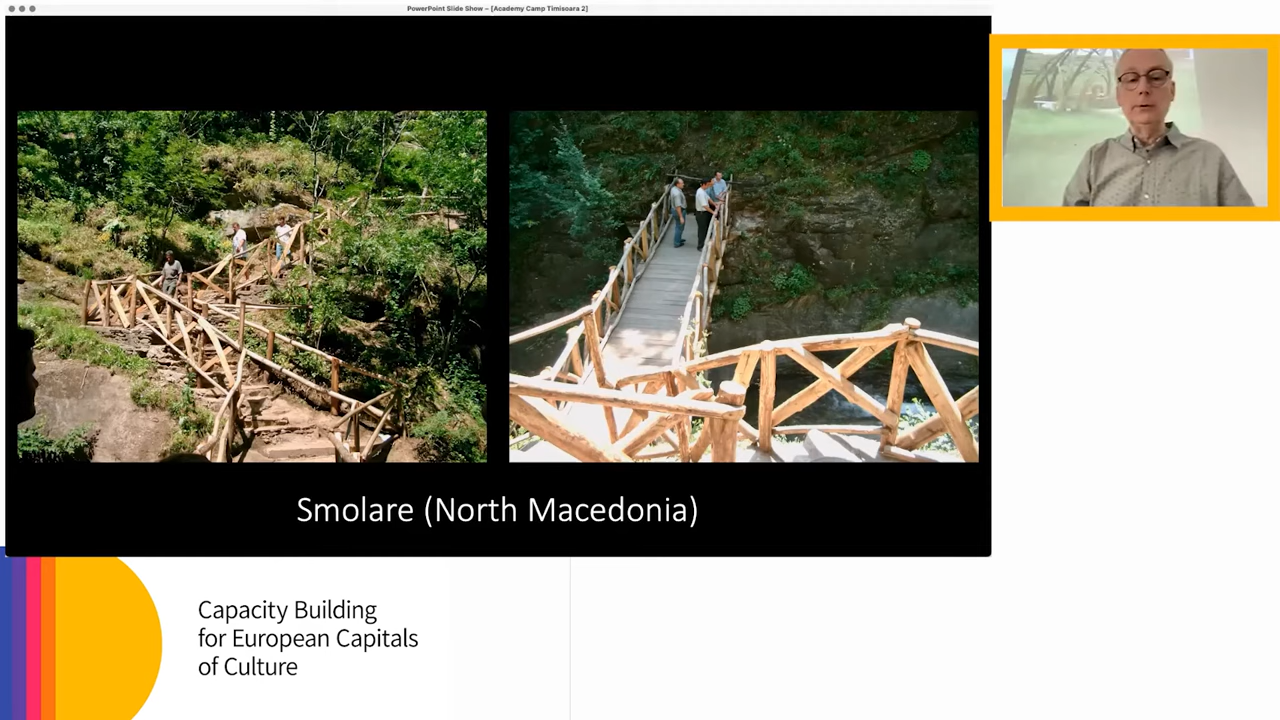 PowerPoint Slide Show – [Academy Camp Timisoara 2]
Smolare (North Macedonia)
Capacity Building
for European Capitals
of Culture